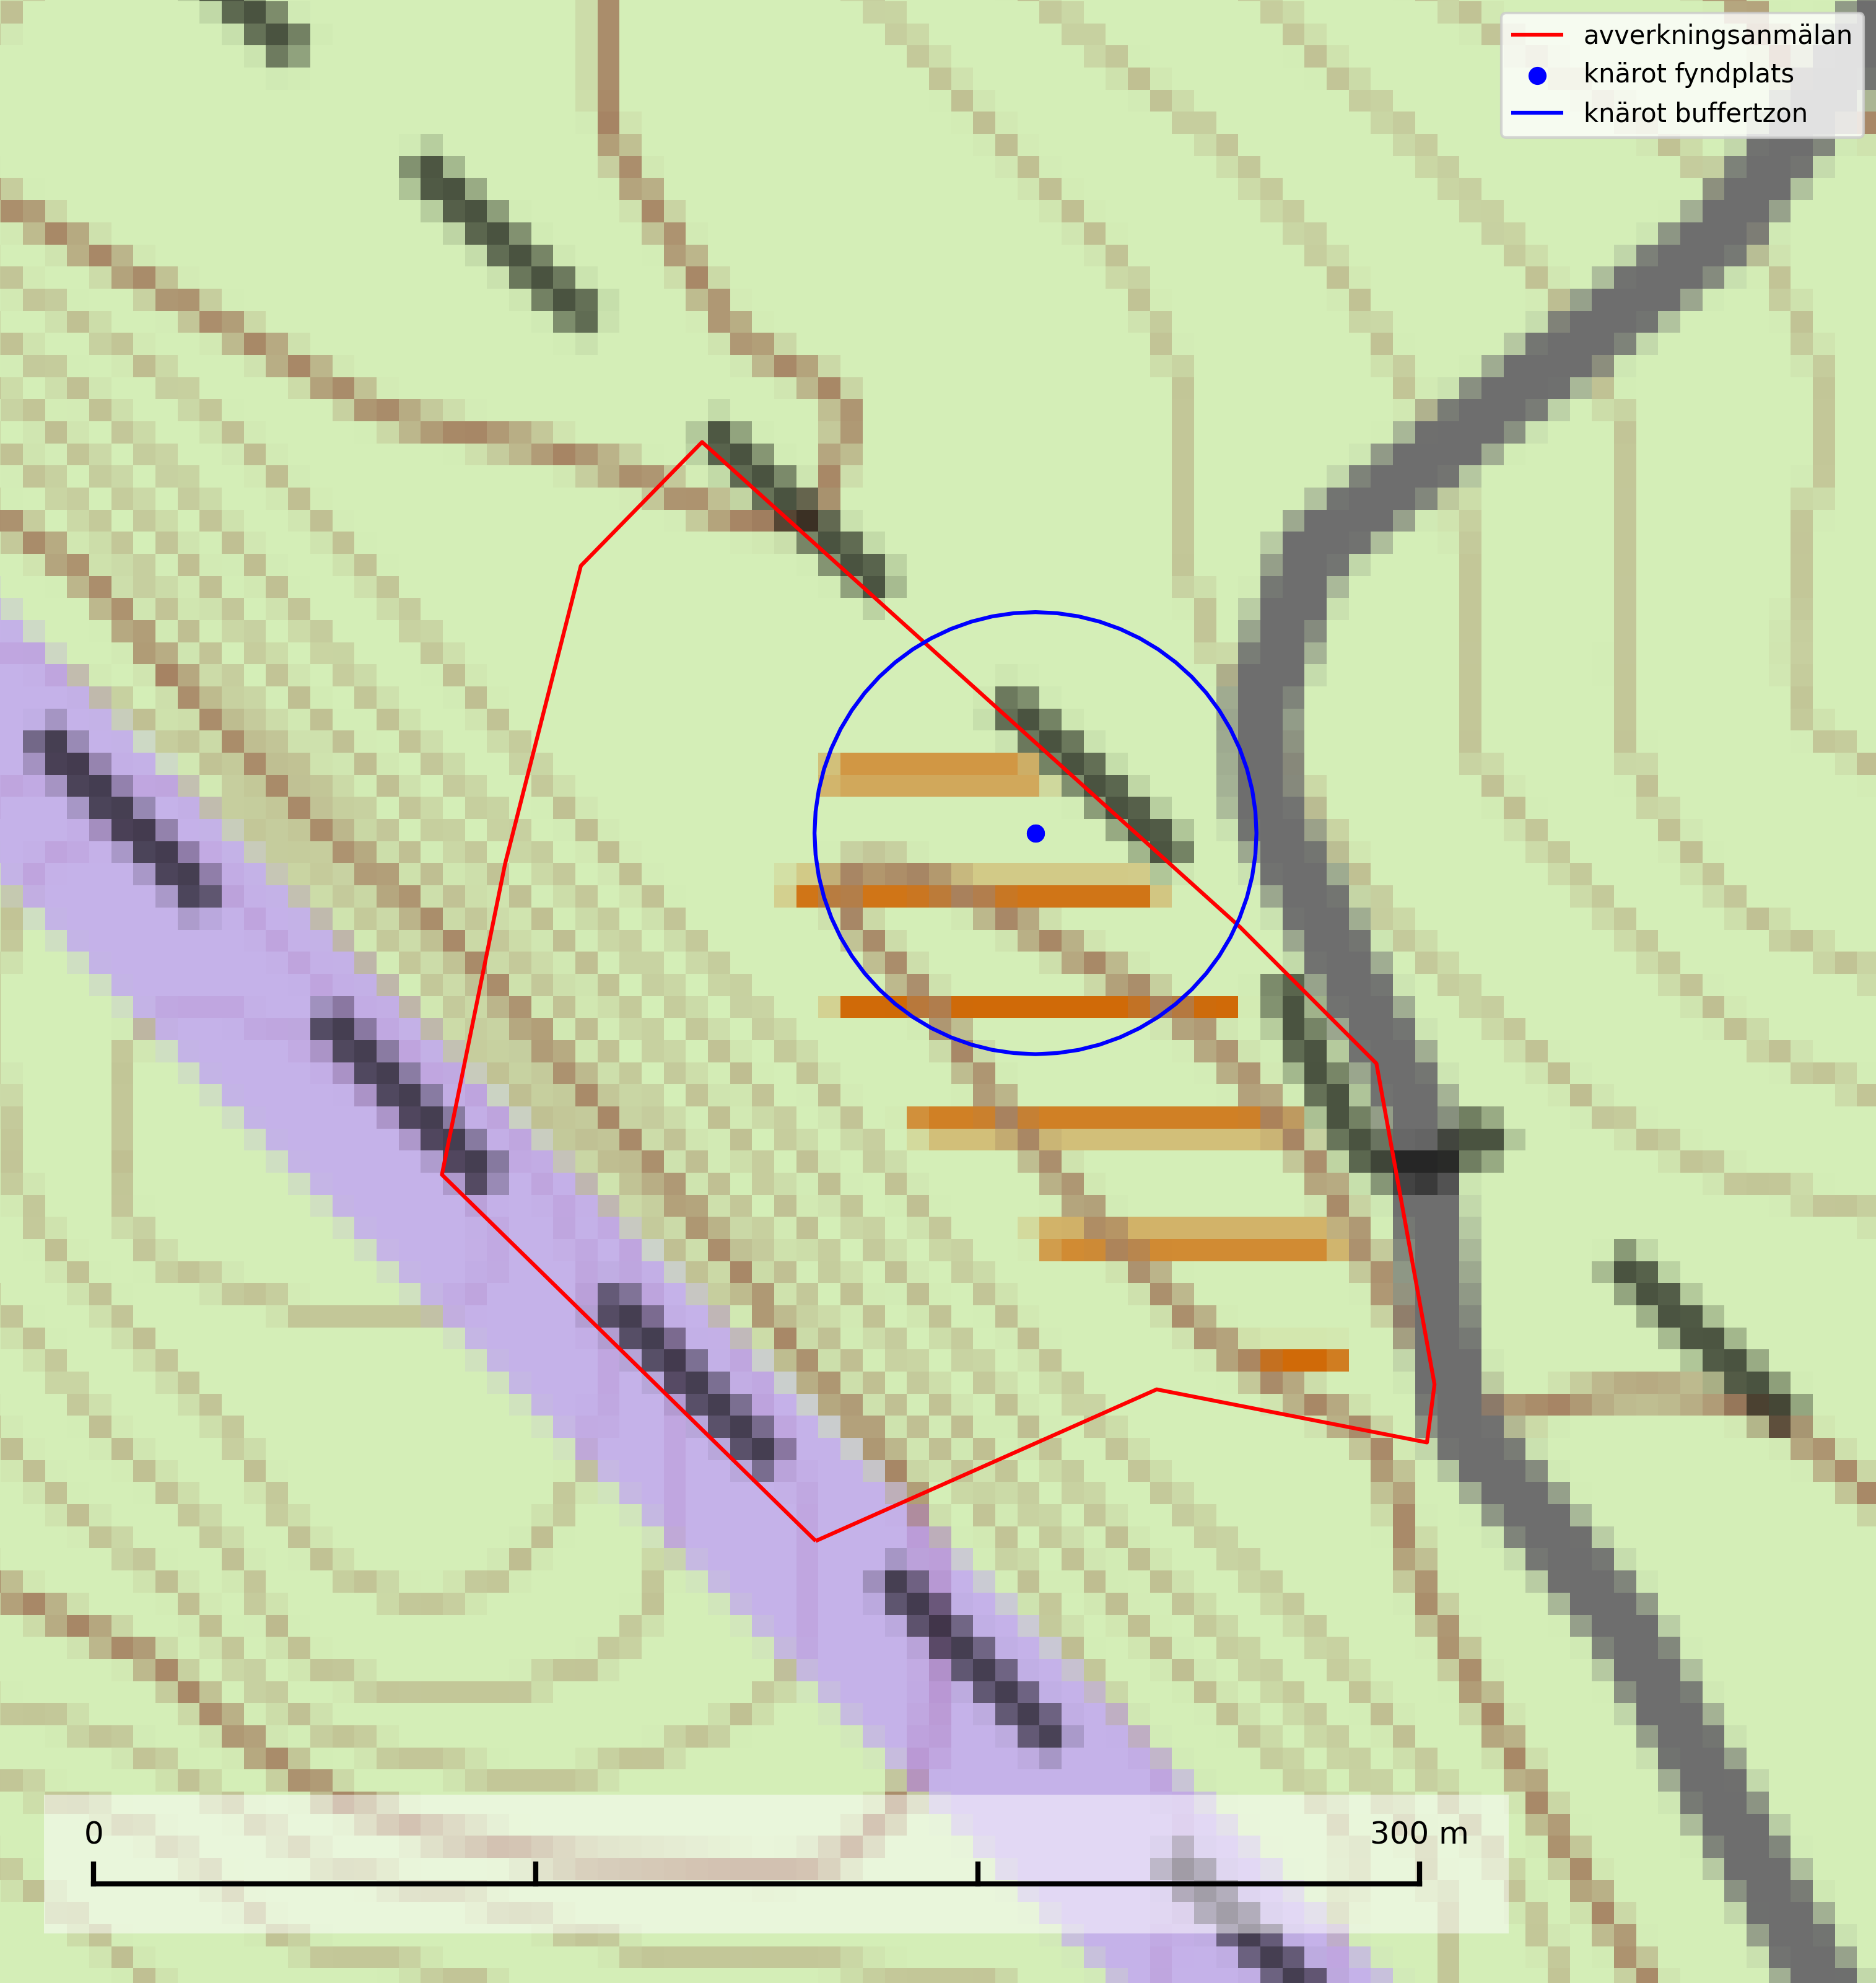 avverkningsanmälan
knärot fyndplats
knärot buffertzon
0
300 m